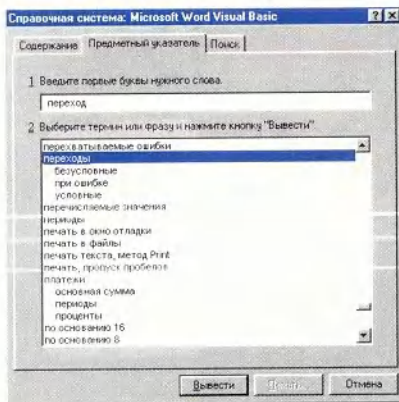 Справочная система: Microsoft Word Visual Basic
Содержание Предметный указатель Поиск
1 Введите первые буквы нужного слова.
переход
2 Выберите термин или фразу и нажмите кнопку "Вывести"
перехватываемые ошибки
переходы
безусловные
при ошибке
условные
перечисляемые значения
периоды
печать в окно отладки
печать в файлы
печать текста, метод Print
печать, пропуск пробелов
платежи
основная сумма
периоды
проценты
по основанию 16
по основанию 8
Вывести Отмена